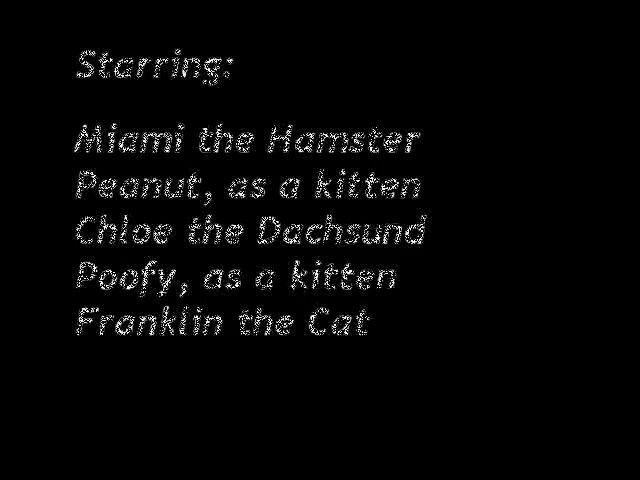 Starring:
Miami the Hamster
Peanut, as a kitten
Chloe the Dachsund
Poofy, as a kitten
Franklin the Cat